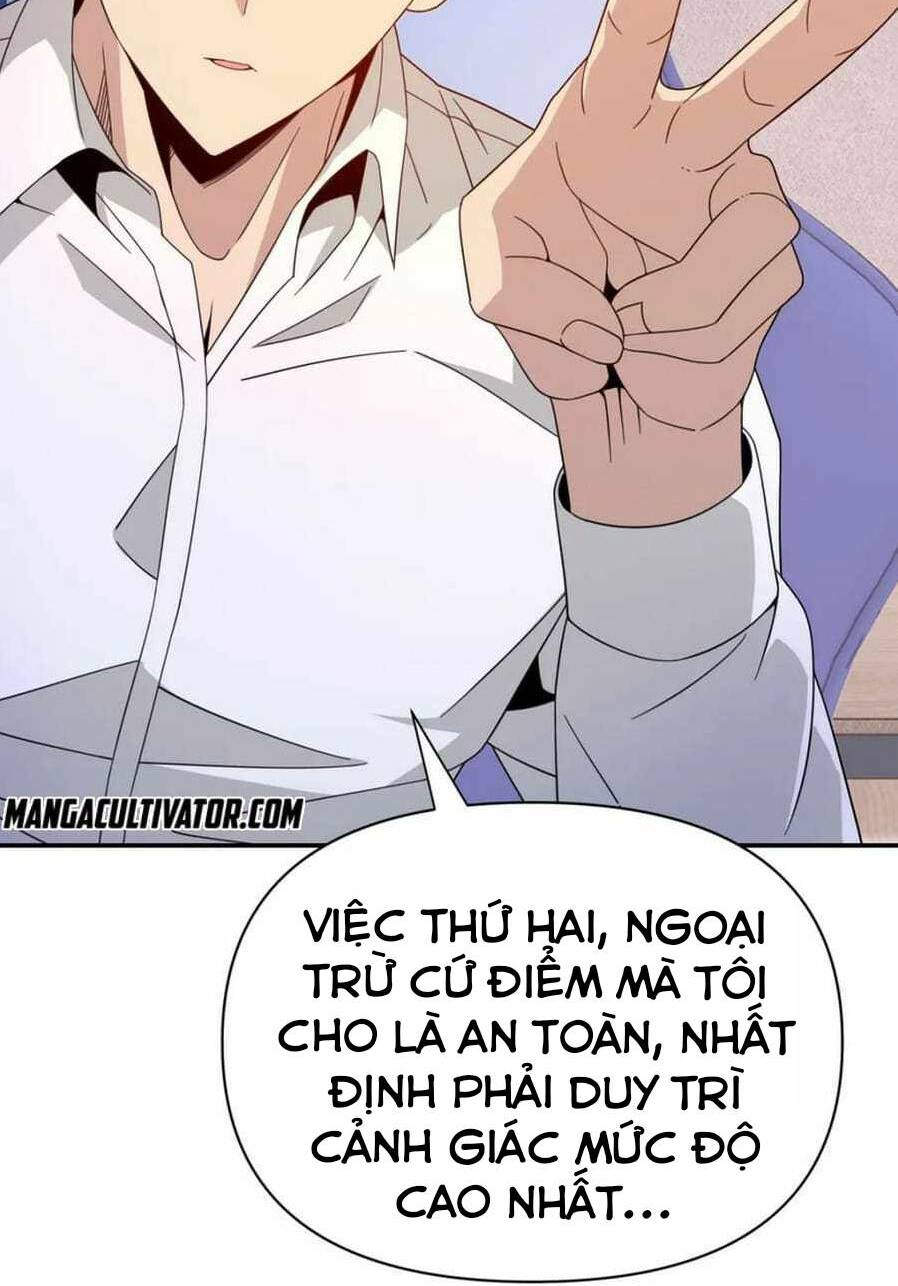 MANGACULTIVATOR.COM
VIỆC THỨ HAI, NGOẠI
TRỪ CỨ ĐIỂM MÀ TÔI
CHO LÀ AN TOÀN, NHẤT
ĐỊNH PHẢI DUY TRÌ
CẢNH GIÁC MỨC ĐỘ
CAO NHẤT...